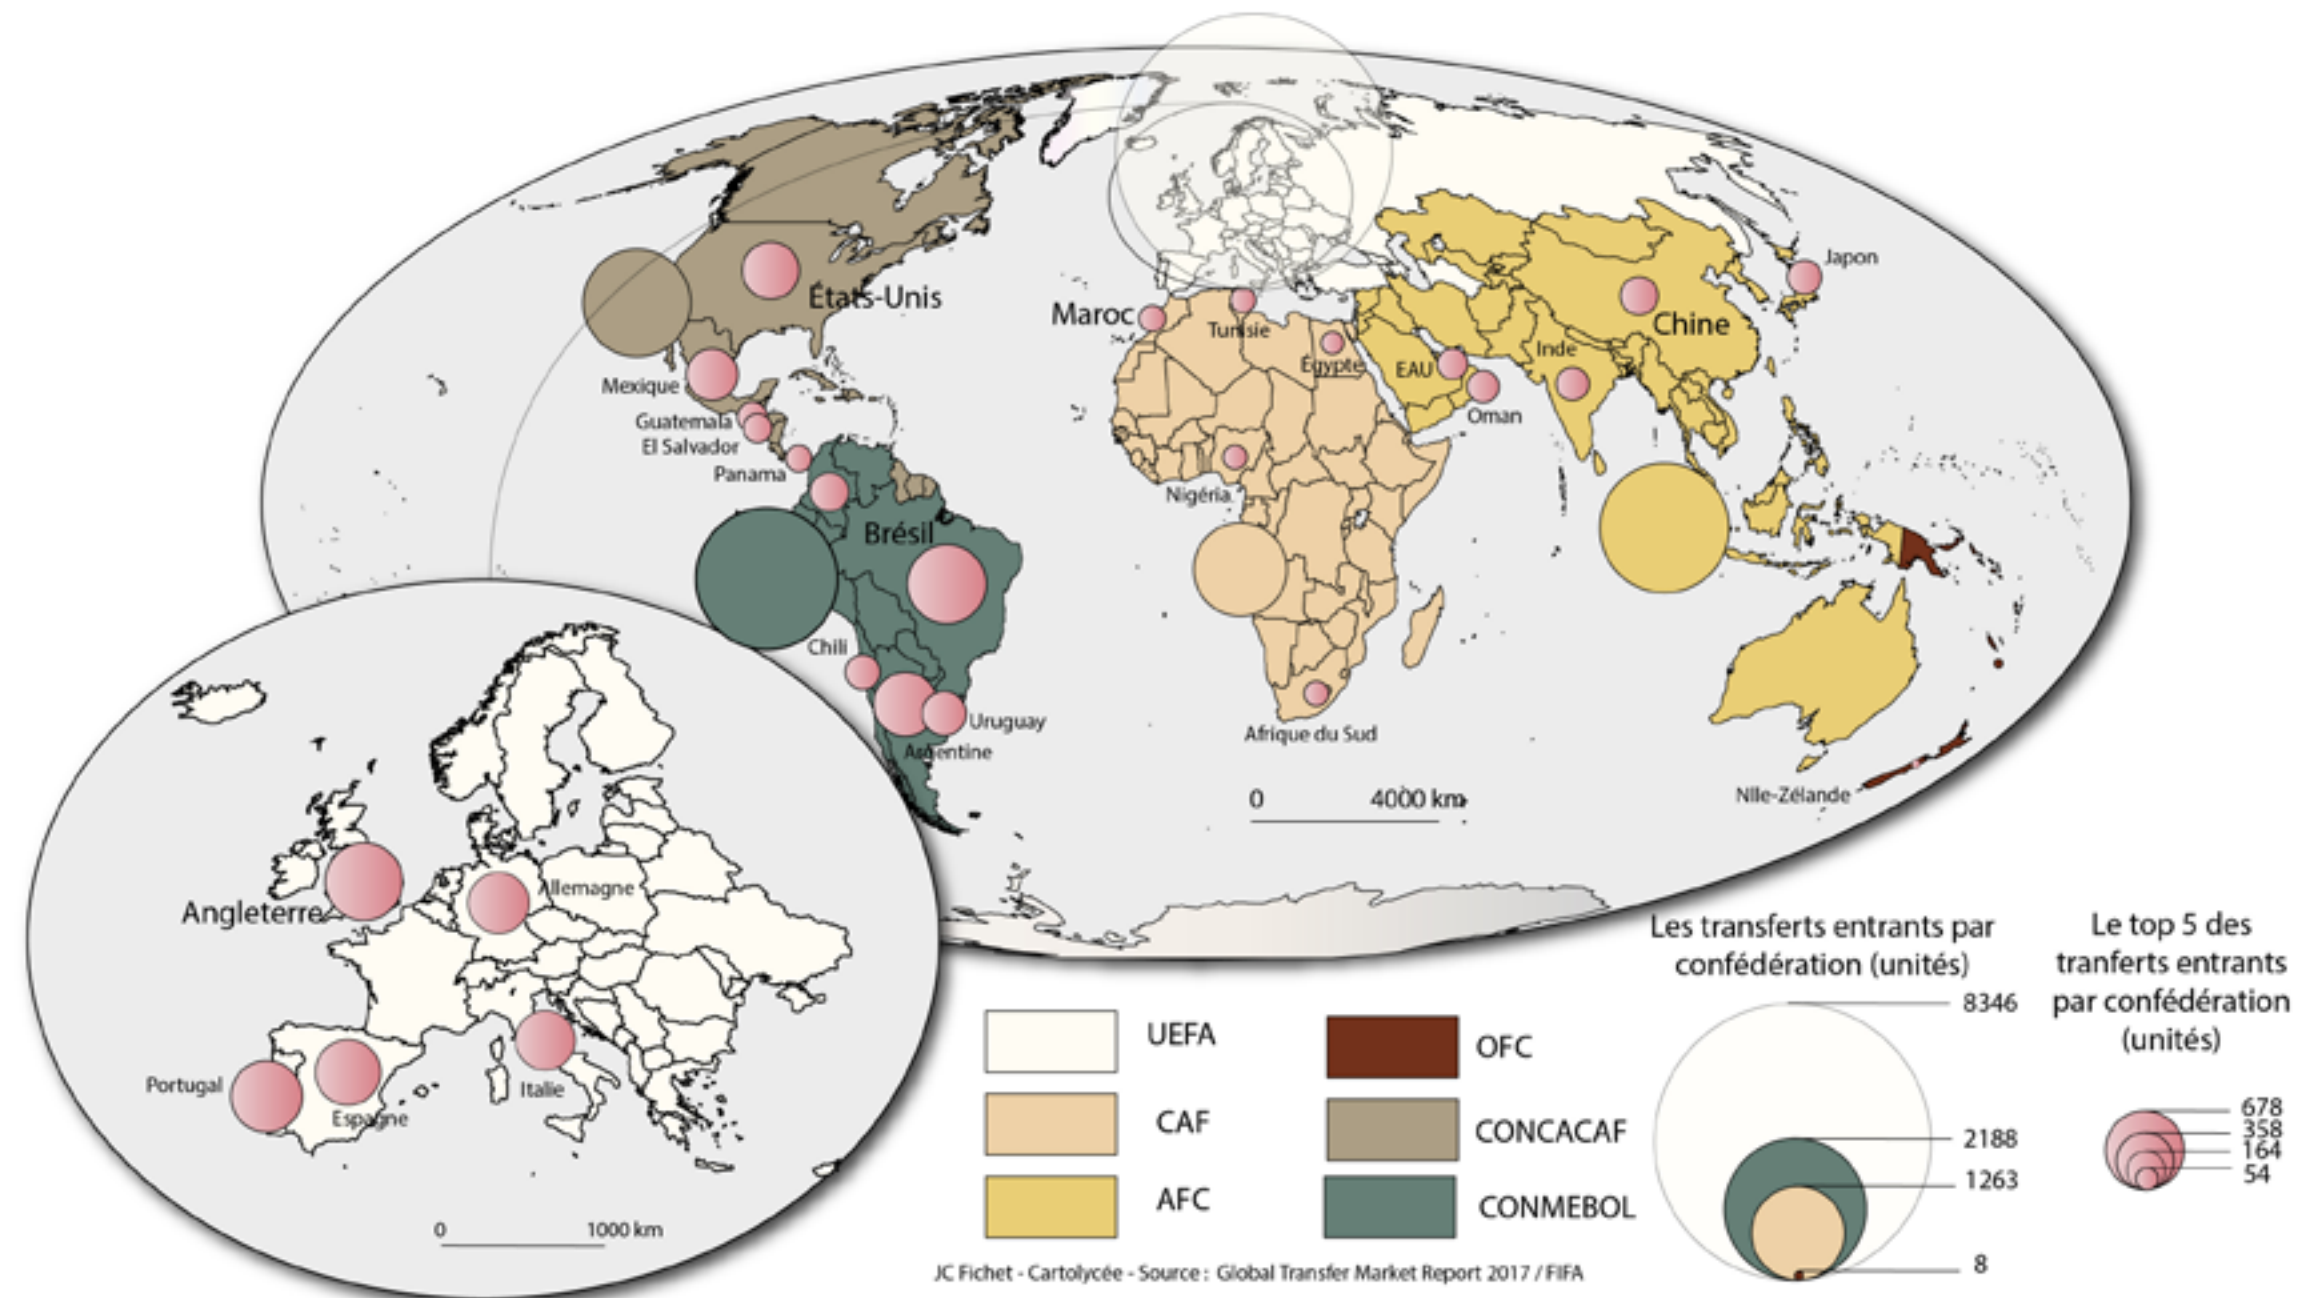 États-Unis
Mexique
Guatemala
El Salvador
Panama
Brésil
Chili
Uruguay
Argentine
Maroc
Tunisie
Égypte
Nigéria
Afrique du Sud
EAU
Oman
Inde
Chine
Japon
Nlle-Zélande
0 4000 km
Angleterre
Allemagne
Portugal
Espagne
Italie
0 1000 km
UEFA
CAF
AFC
OFC
CONCACAF
CONMEBOL
Les transferts entrants par
confédération (unités)
8346
2188
1263
8
Le top 5 des
tranferts entrants
par confédération
(unités)
678
358
164
54
JC Fichet - Cartolycée - Source : Global Transfer Market Report 2017 / FIFA